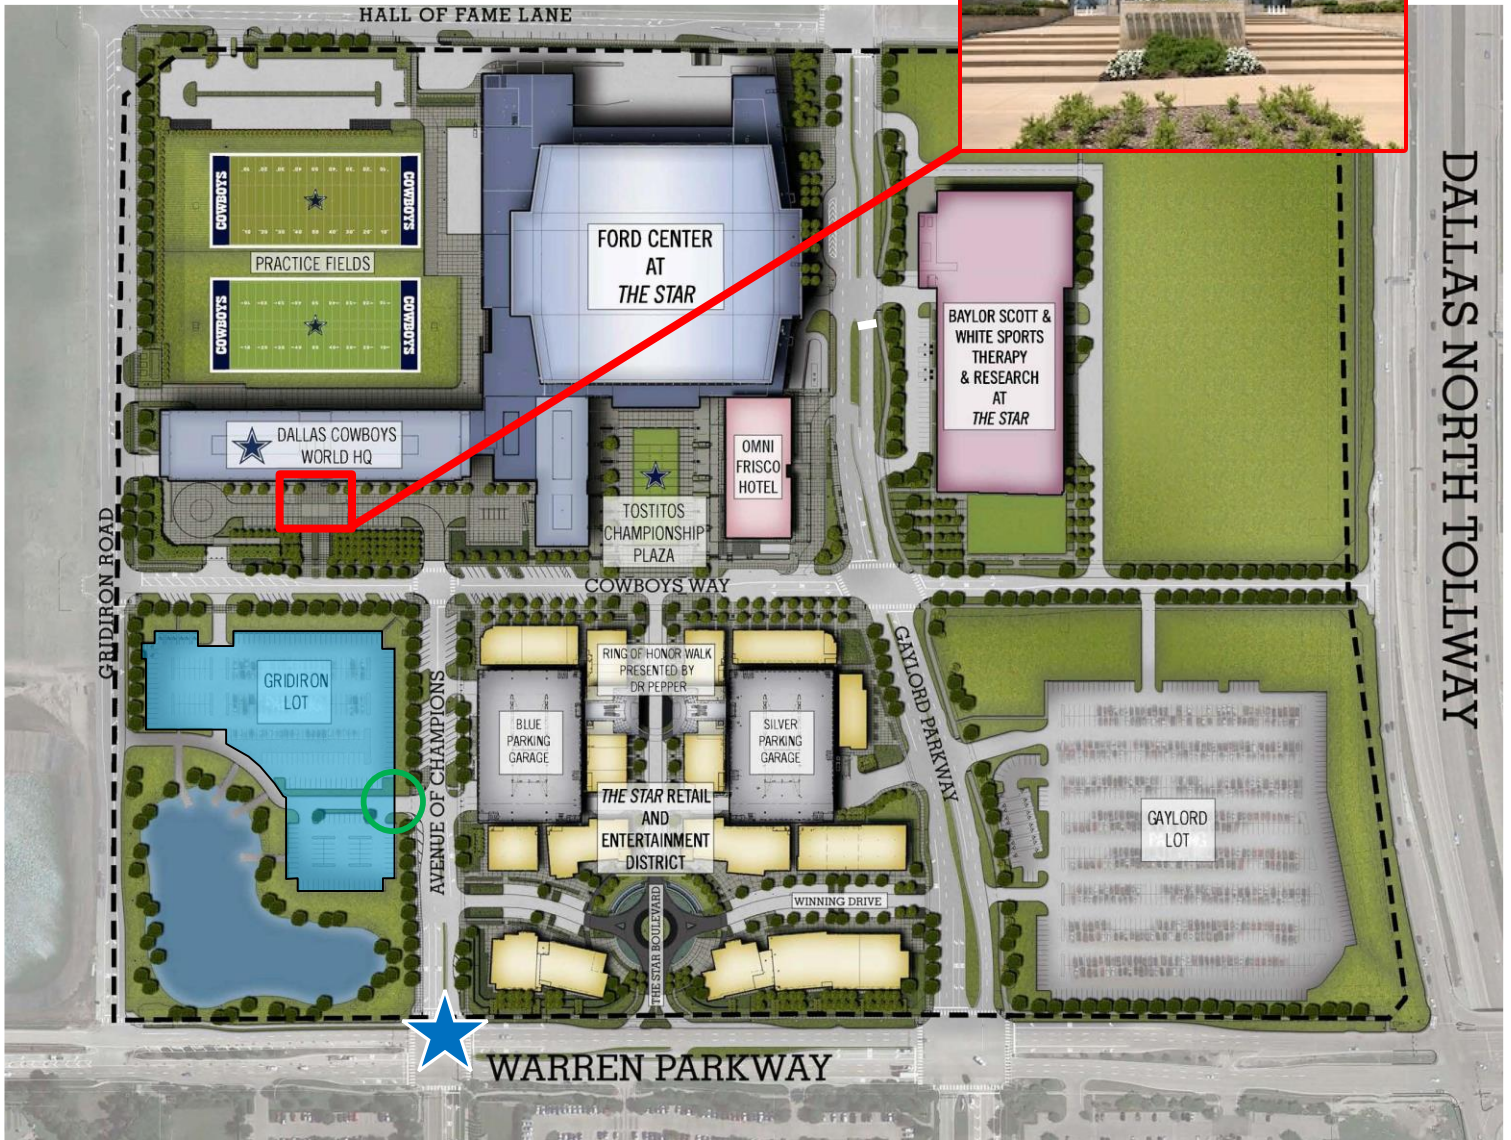 HALL OF FAME LANE
COWBOYS
COWBOYS
PRACTICE FIELDS
COWBOYS
COWBOYS
FORD CENTER
AT
THE STAR
BAYLOR SCOTT &
WHITE SPORTS
THERAPY
& RESEARCH
AT
THE STAR
DALLAS NORTH TOLLWAY
DALLAS COWBOYS
WORLD HQ
OMNI
FRISCO
HOTEL
TOSTITOS
CHAMPIONSHIP
PLAZA
GRIDIRON ROAD
COWBOYS WAY
GRIDIRON
LOT
AVENUE OF CHAMPIONS
RING OF HONOR WALK
PRESENTED BY
DR PEPPER
BLUE
PARKING
GARAGE
SILVER
PARKING
GARAGE
GAYLORD PARKWAY
THE STAR RETAIL
AND
ENTERTAINMENT
DISTRICT
GAYLORD
LOT
WINNING DRIVE
THE STAR BOULEVARD
WARREN PARKWAY